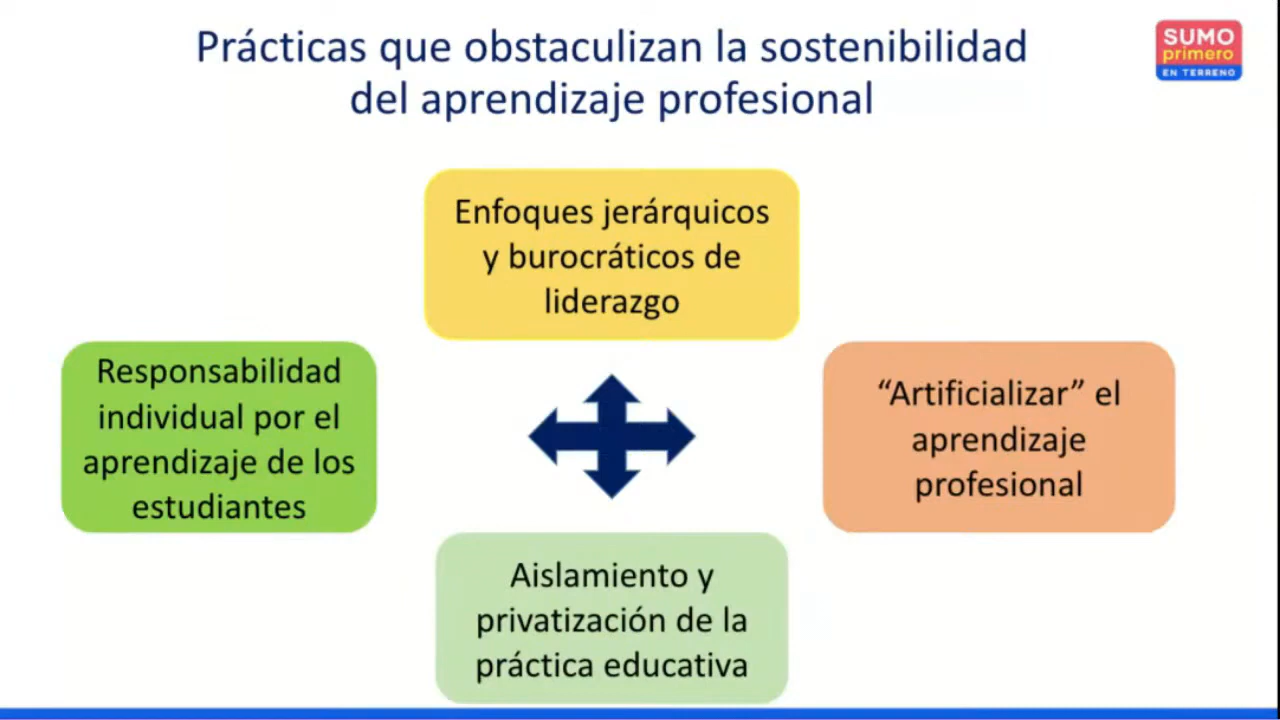 Prácticas que obstaculizan la sostenibilidad
del aprendizaje profesional
SUMO
primero
EN TERRENO
Enfoques jerárquicos
y burocráticos de
liderazgo
Responsabilidad
individual por el
aprendizaje de los
estudiantes
“Artificializar” el
aprendizaje
profesional
Aislamiento y
privatización de la
práctica educativa